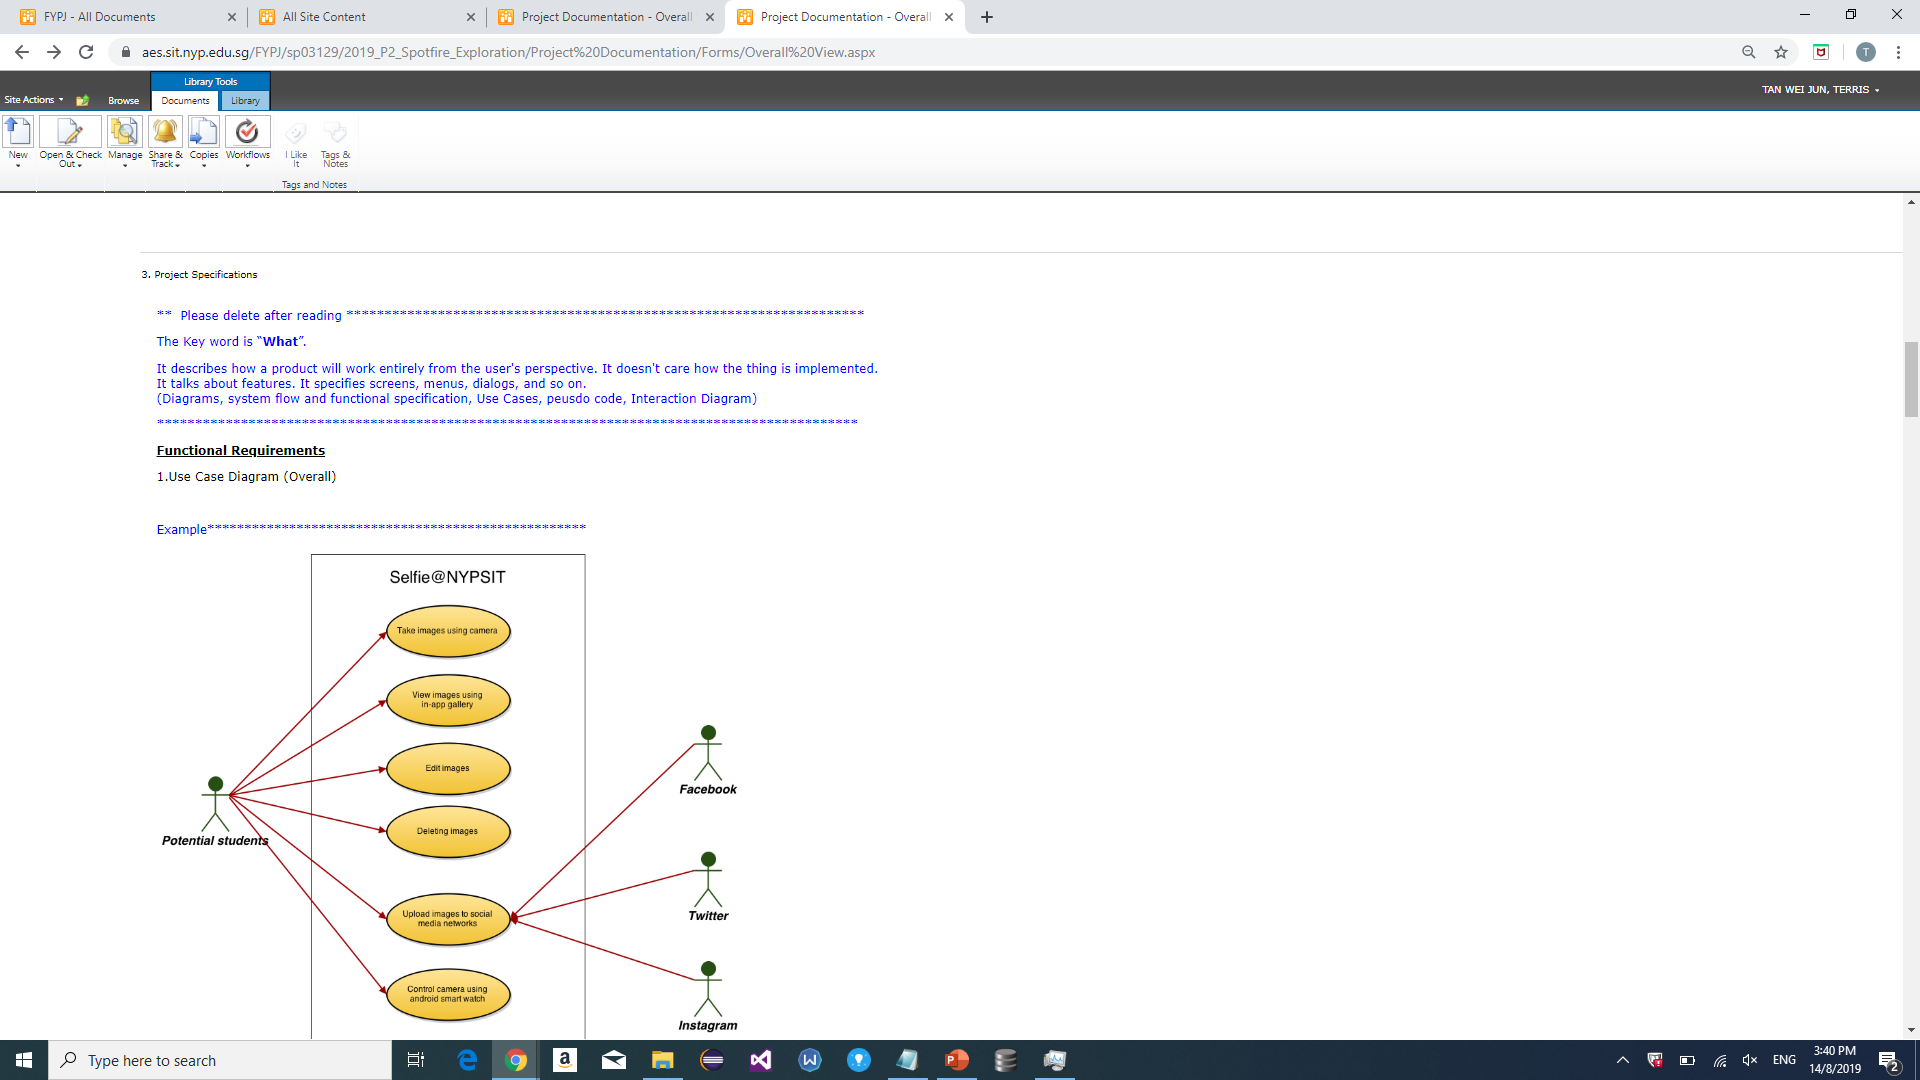 FYPJ - All Documents
All Site Content
Project Documentation - Overall
Project Documentation - Overall
aes.sit.nyp.edu.sg/FYPJ/sp03129/2019_P2_Spotfire_Exploration/Project%20Documentation/Forms/Overall%20View.aspx
T
Library Tools
Site Actions
Browse
Documents
Library
TAN WEI JUN, TERRIS
New
Open & Check
Out
Manage
Share &
Track
Copies
Workflows
I Like
It
Tags &
Notes
Tags and Notes
3. Project Specifications
** Please delete after reading ********************************************************************
The Key word is “What”.
It describes how a product will work entirely from the user's perspective. It doesn't care how the thing is implemented.
It talks about features. It specifies screens, menus, dialogs, and so on.
(Diagrams, system flow and functional specification, Use Cases, peusdo code, Interaction Diagram)
********************************************************************************************
Functional Requirements
1.Use Case Diagram (Overall)
Example**************************************************
Selfie@NYPSIT
Take images using camera
View images using
in-app gallery
Edit images
Deleting images
Upload images to social
media networks
Control camera using
android smart watch
Potential students
Facebook
Twitter
Instagram
Type here to search
ENG
3:40 PM
14/8/2019
2